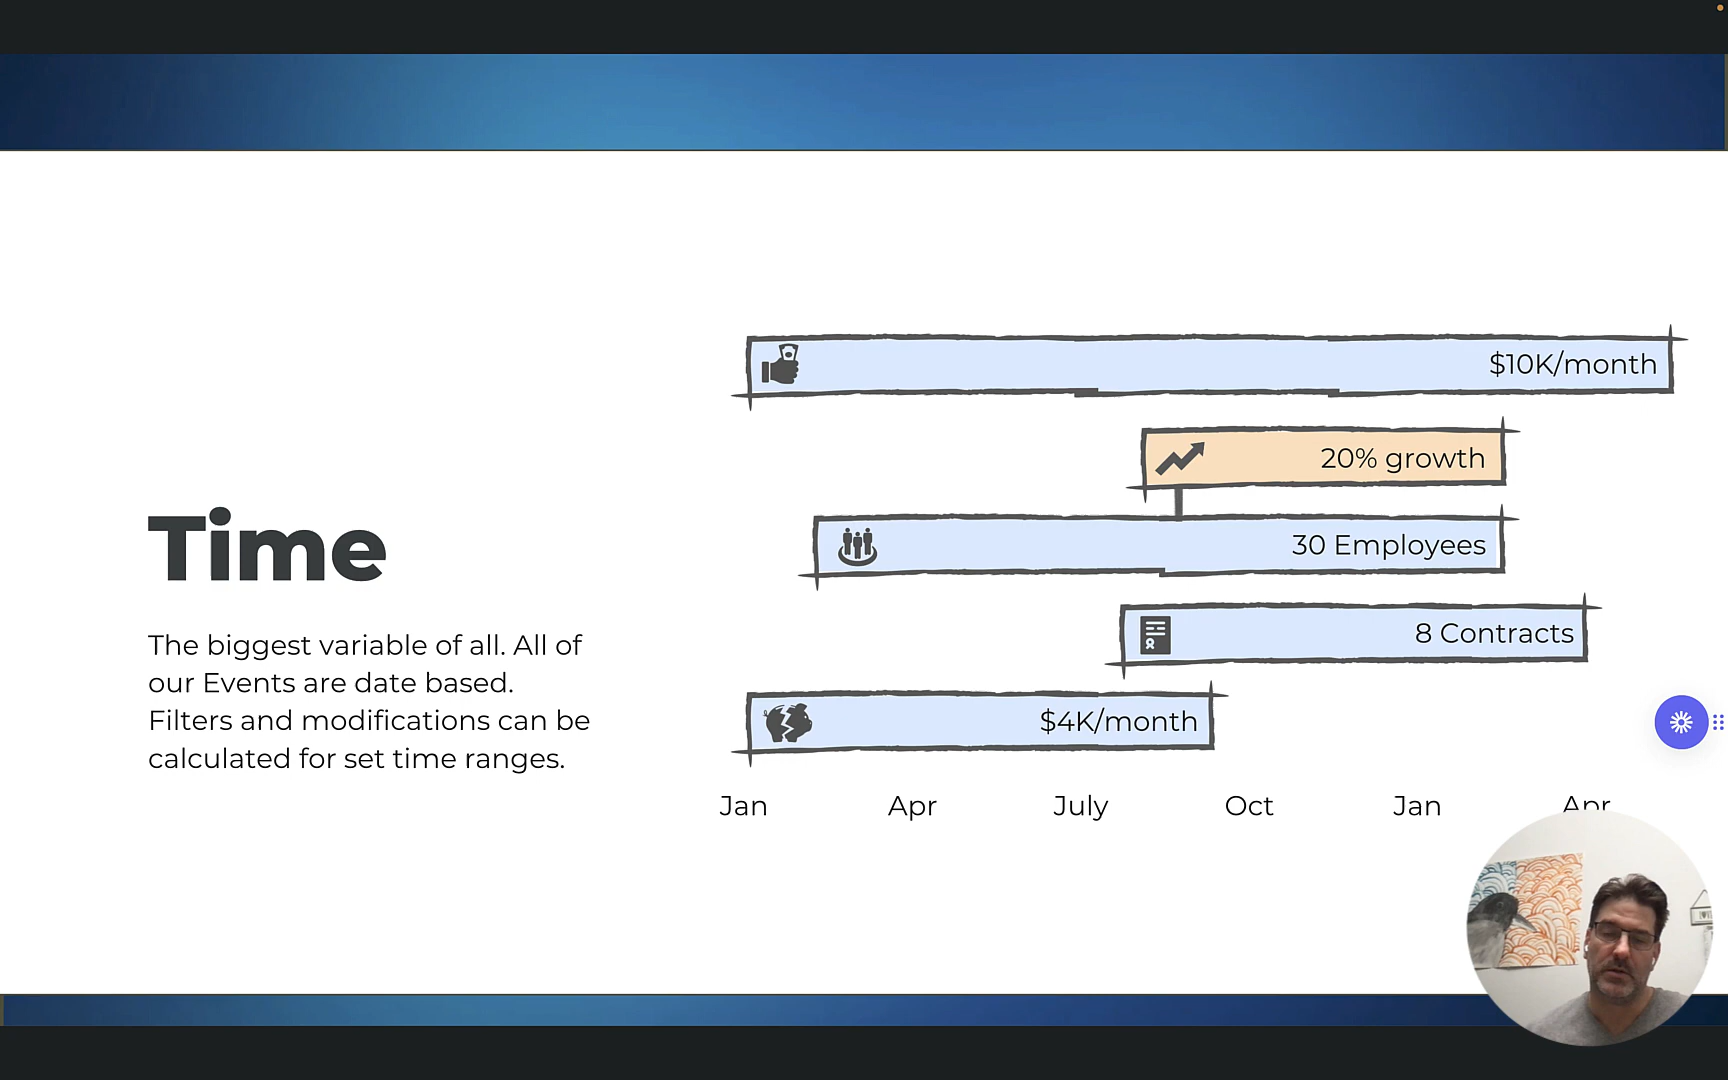 Time
The biggest variable of all. All of
our Events are date based.
Filters and modifications can be
calculated for set time ranges.
$10K/month
20% growth
30 Employees
8 Contracts
$4K/month
Jan Apr July Oct Jan Apr